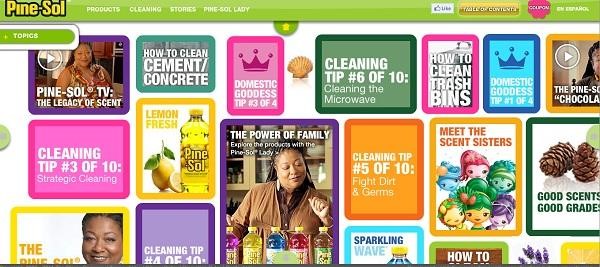 Pine-Sol
PRODUCTS
CLEANING
STORIES
PINE-SOL LADY
TABLE OF CONTENTS
COUPON
EN ESPAÑOL
TOPICS
PINE-SOL® TV:
THE LEGACY OF SCENT
HOW TO CLEAN
CEMENT/
CONCRETE
DOMESTIC
GODDESS
TIP #3 OF 4
CLEANING
TIP #6 OF 10:
Cleaning the
Microwave
HOW TO
CLEAN
TRASH
BINS
DOMESTIC
GODDESS
TIP #1 OF 4
THE PINE-SOL
"CHOCOLA
CLEANING
TIP #3 OF 10:
Strategic Cleaning
LEMON
FRESH
Pine
Sol
THE POWER OF FAMILY
Explore the products with the
Pine-Sol® Lady >
CLEANING
TIP
#5 OF 10:
Fight Dirt
& Germs
MEET THE
SCENT SISTERS
GOOD SCENTS
GOOD GRADES
THE
PINE-SOL®
CLEANING
TIP #4 OF 10:
SPARKLING
WAVE™
HOW TO
CLEAN